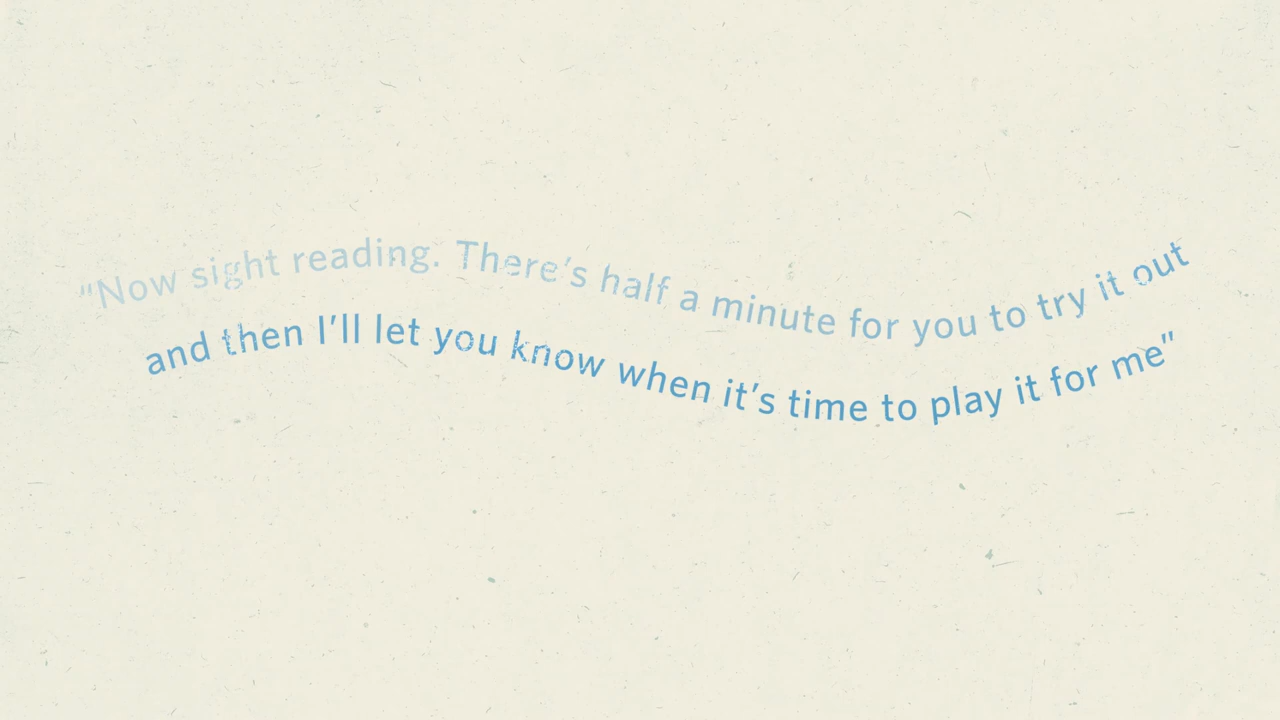 "Now sight reading. There's half a minute for you to try it out
and then I'll let you know when it's time to play it for me"